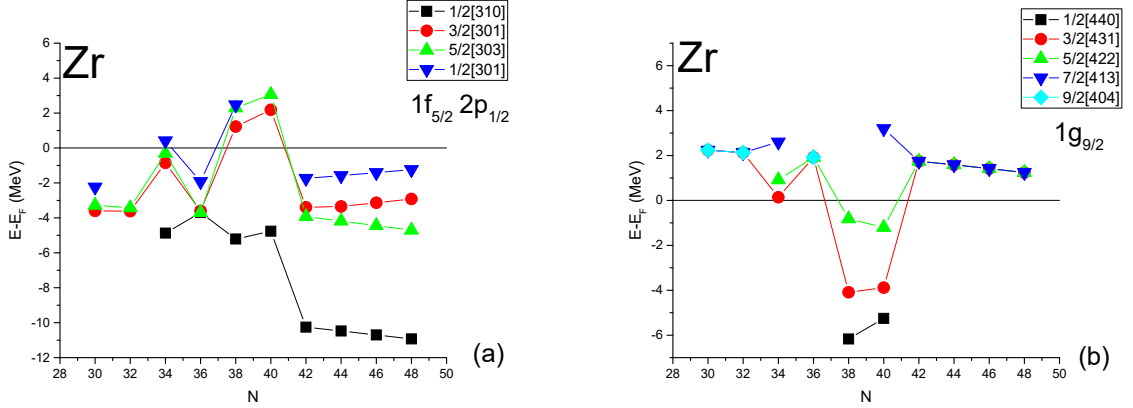 Zr
1/2[310]
3/2[301]
5/2[303]
1/2[301]
1f5/2 2p1/2
6
4
2
0
-2
-4
-6
-8
-10
-12
E-EF (MeV)
28 30 32 34 36 38 40 42 44 46 48 50
N
(a)
Zr
1/2[440]
3/2[431]
5/2[422]
7/2[413]
9/2[404]
1g9/2
8
6
4
2
0
-2
-4
-6
E-EF (MeV)
28 30 32 34 36 38 40 42 44 46 48 50
N
(b)